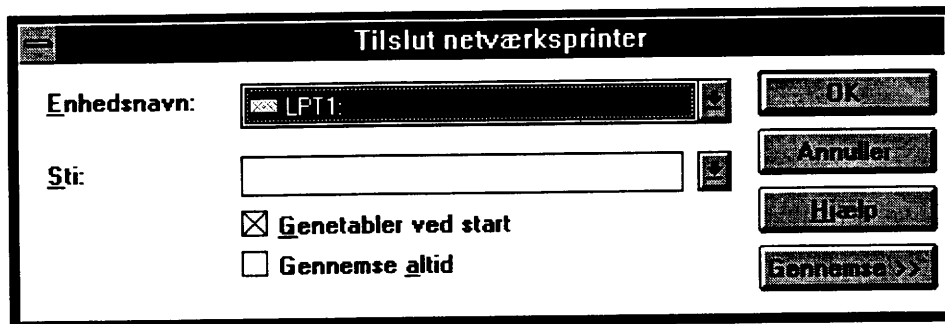 Tilslut netværksprinter
Enhedsnavn:
LPT1:
OK
Annuller
Sti:
Hjælp
Genetabler ved start
Gennemse altid
Gennemse >>